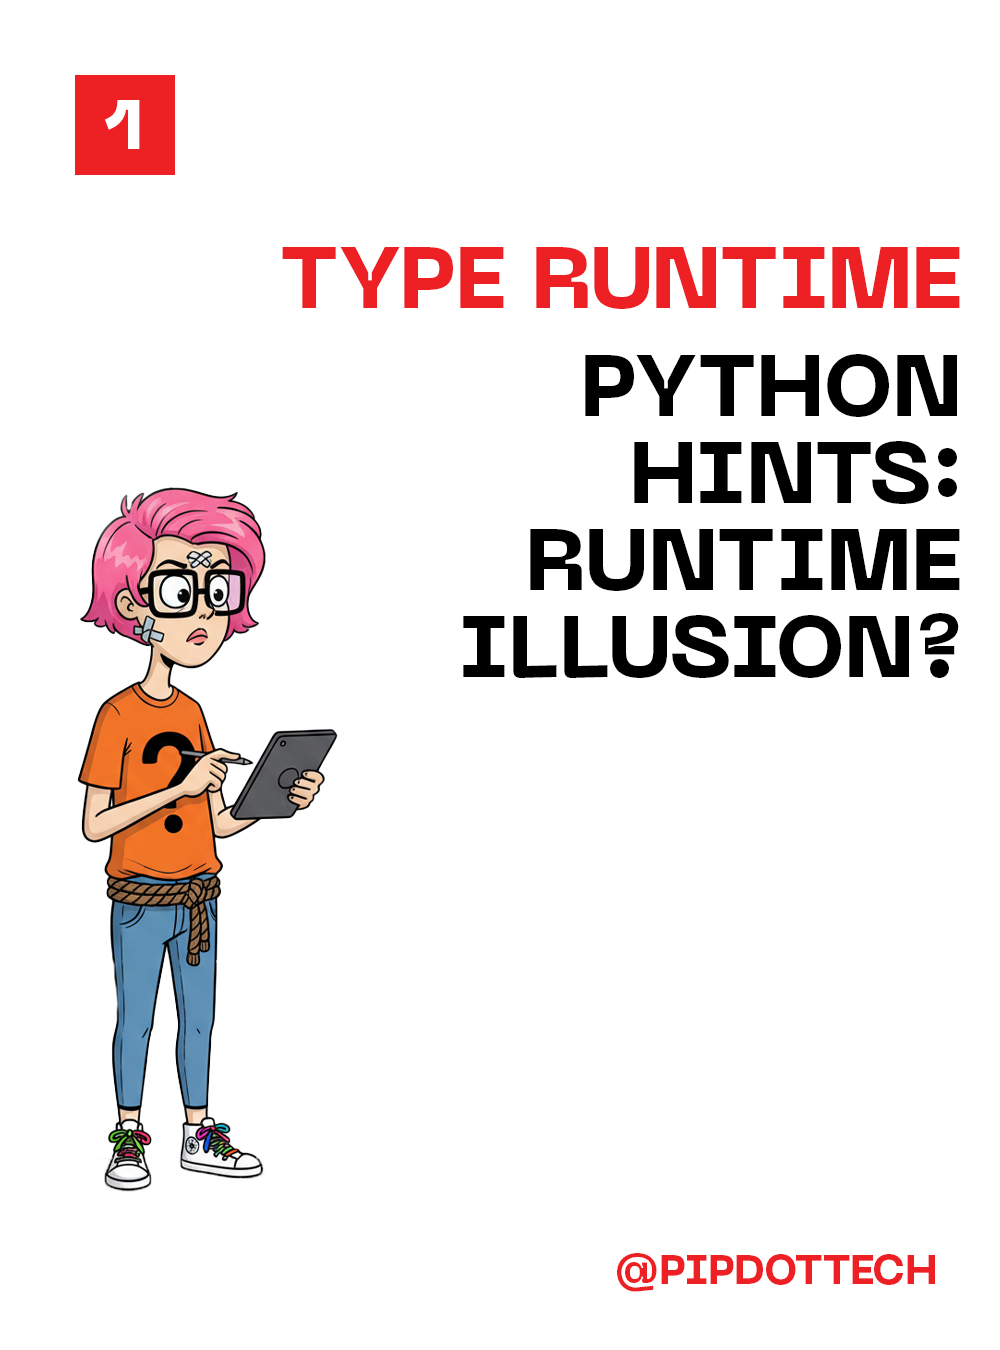 1
TYPE RUNTIME
PYTHON
HINTS:
RUNTIME
ILLUSION?
?
@PIPDOTTECH